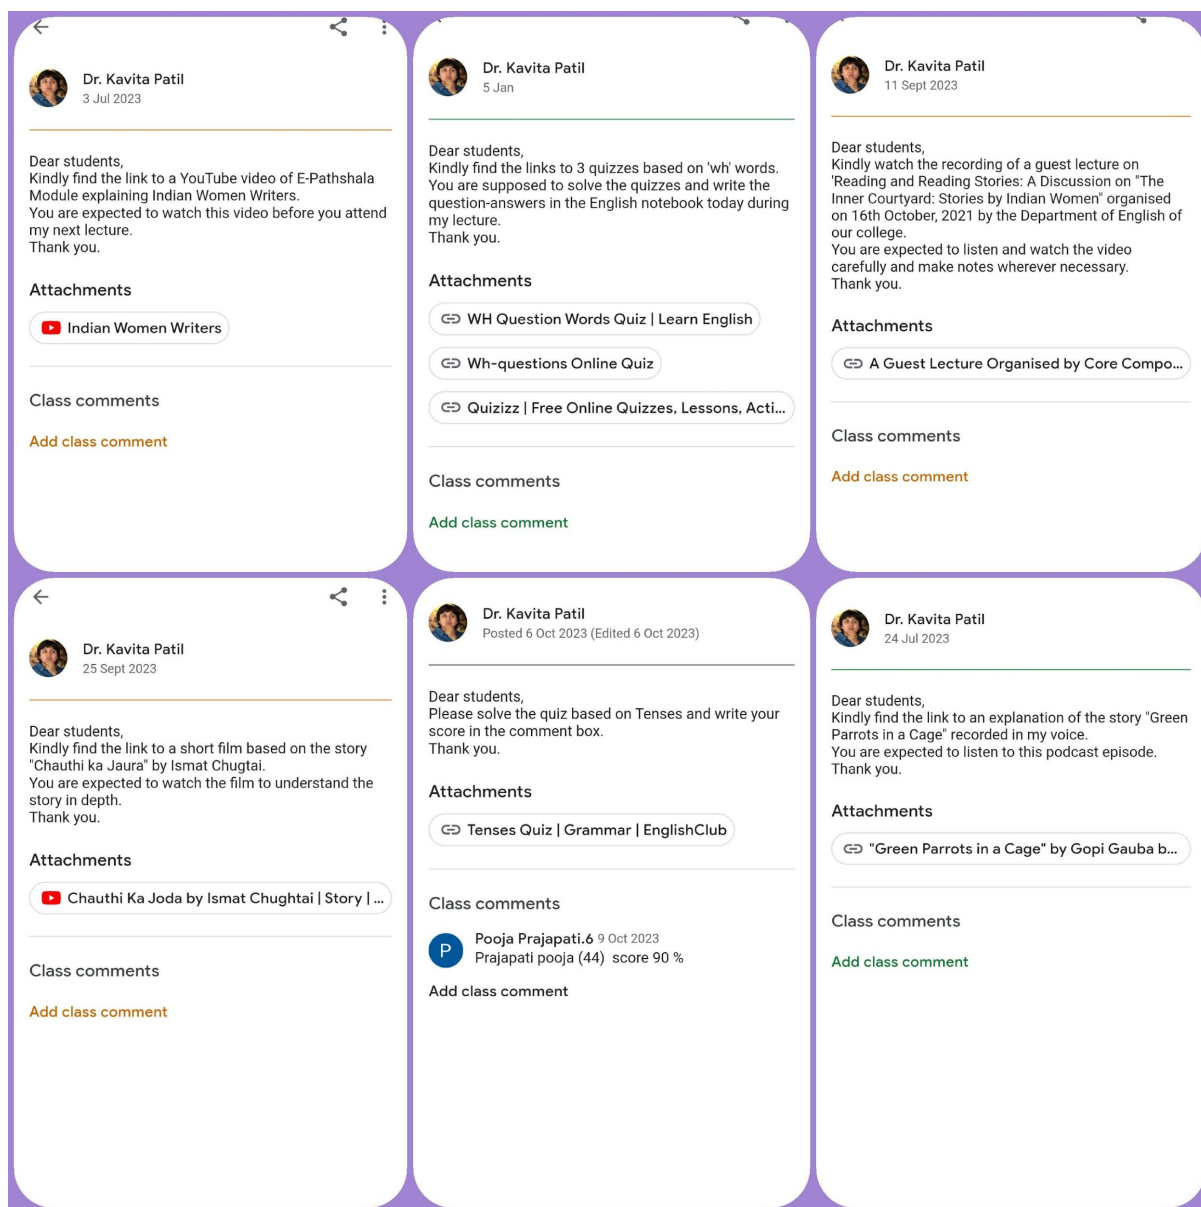 Dr. Kavita Patil
3 Jul 2023
Dear students,
Kindly find the link to a YouTube video of E-Pathshala
Module explaining Indian Women Writers.
You are expected to watch this video before you attend
my next lecture.
Thank you.
Attachments
Indian Women Writers
Class comments
Add class comment
Dr. Kavita Patil
5 Jan
Dear students,
Kindly find the links to 3 quizzes based on 'wh' words.
You are supposed to solve the quizzes and write the
question-answers in the English notebook today during
my lecture.
Thank you.
Attachments
WH Question Words Quiz | Learn English
Wh-questions Online Quiz
Quizizz | Free Online Quizzes, Lessons, Acti...
Class comments
Add class comment
Dr. Kavita Patil
11 Sept 2023
Dear students,
Kindly watch the recording of a guest lecture on
'Reading and Reading Stories: A Discussion on "The
Inner Courtyard: Stories by Indian Women" organised
on 16th October, 2021 by the Department of English of
our college.
You are expected to listen and watch the video
carefully and make notes wherever necessary.
Thank you.
Attachments
A Guest Lecture Organised by Core Compo...
Class comments
Add class comment
Dr. Kavita Patil
25 Sept 2023
Dear students,
Kindly find the link to a short film based on the story
"Chauthi ka Jaura" by Ismat Chugtai.
You are expected to watch the film to understand the
story in depth.
Thank you.
Attachments
Chauthi Ka Joda by Ismat Chughtai | Story | ...
Class comments
Add class comment
Dr. Kavita Patil
Posted 6 Oct 2023 (Edited 6 Oct 2023)
Dear students,
Please solve the quiz based on Tenses and write your
score in the comment box.
Thank you.
Attachments
Tenses Quiz | Grammar | EnglishClub
Class comments
P
Pooja Prajapati.6 9 Oct 2023
Prajapati pooja (44) score 90 %
Add class comment
Dr. Kavita Patil
24 Jul 2023
Dear students,
Kindly find the link to an explanation of the story "Green
Parrots in a Cage" recorded in my voice.
You are expected to listen to this podcast episode.
Thank you.
Attachments
"Green Parrots in a Cage" by Gopi Gauba b...
Class comments
Add class comment